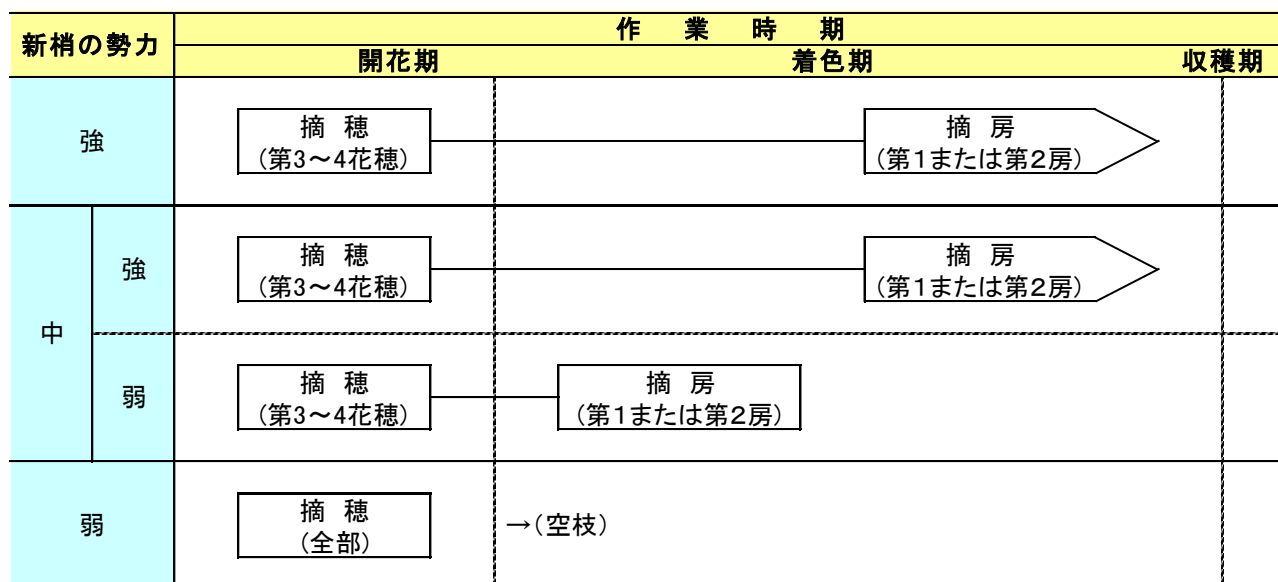 新梢の勢力
作 業 時 期
開花期
着色期
収穫期
強
摘 穂
(第3～4花穂)
摘 房
(第1または第2房)
中
強
摘 穂
(第3～4花穂)
摘 房
(第1または第2房)
弱
摘 穂
(第3～4花穂)
摘 房
(第1または第2房)
弱
摘 穂
(全部)
→(空枝)